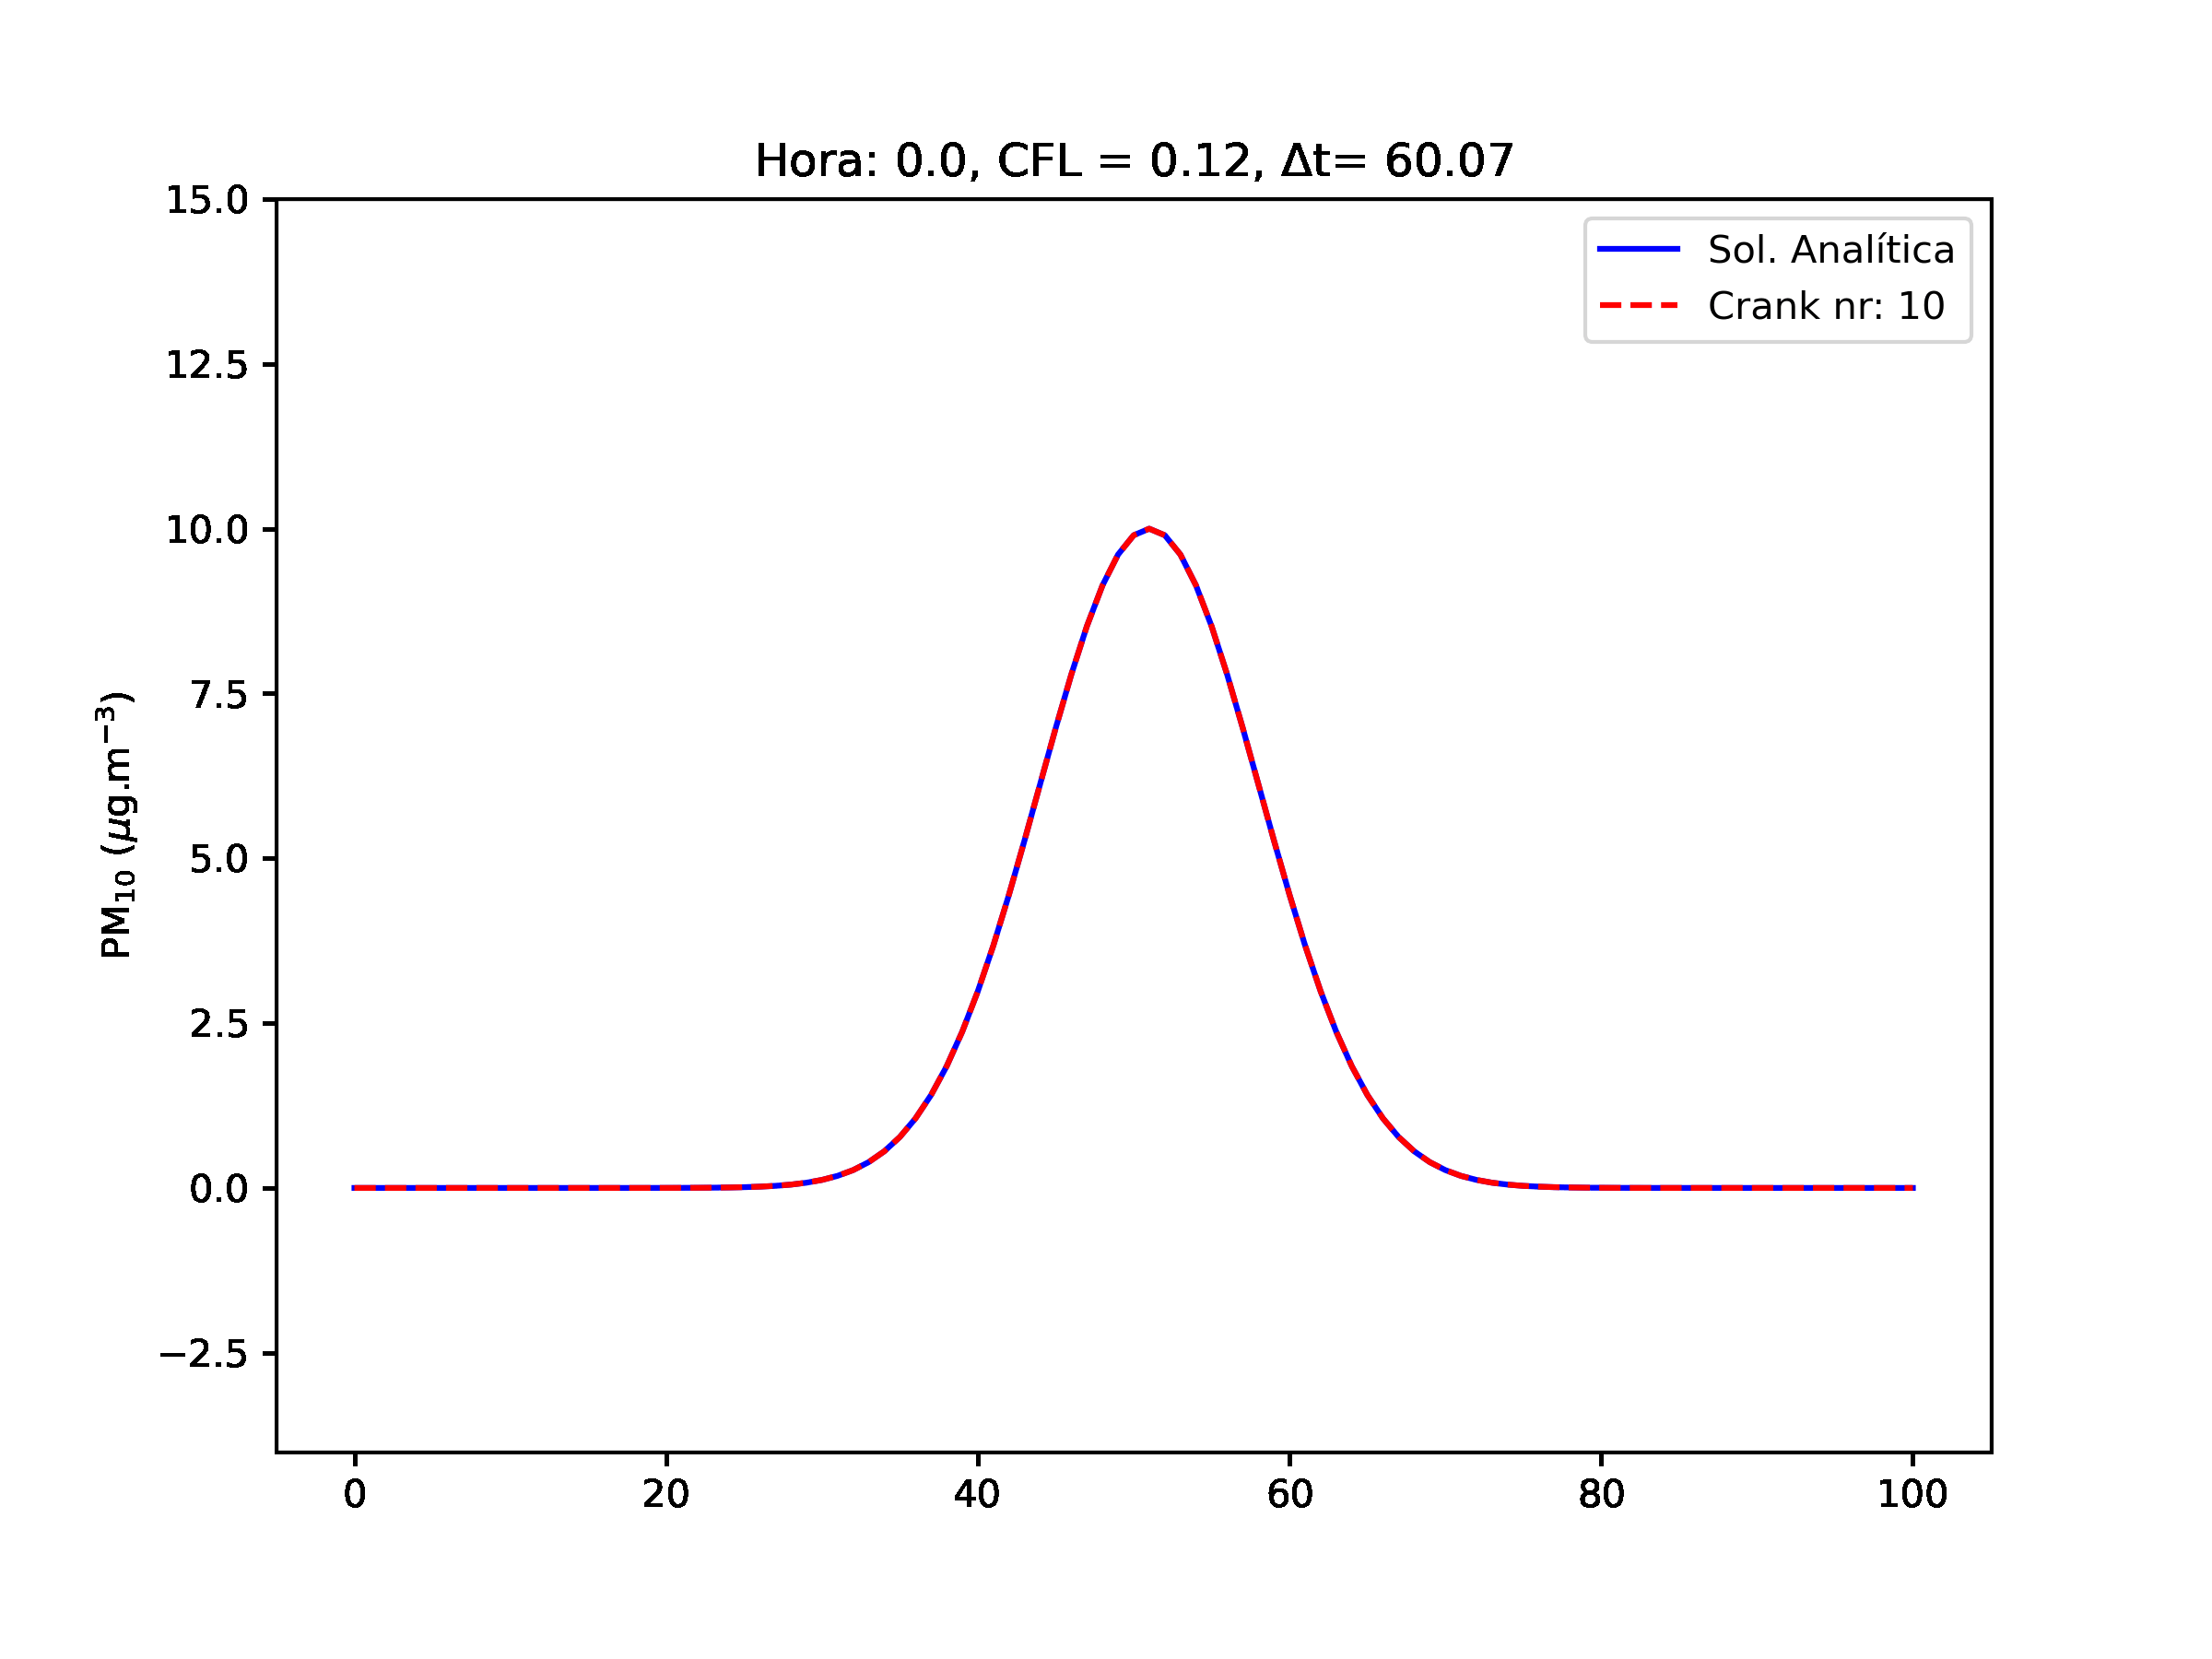 Hora: 0.0, CFL = 0.12, Δt= 60.07
15.0
12.5
10.0
7.5
5.0
2.5
0.0
−2.5
PM₁₀ (μg.m⁻³)
Sol. Analítica
Crank nr: 10
0 20 40 60 80 100